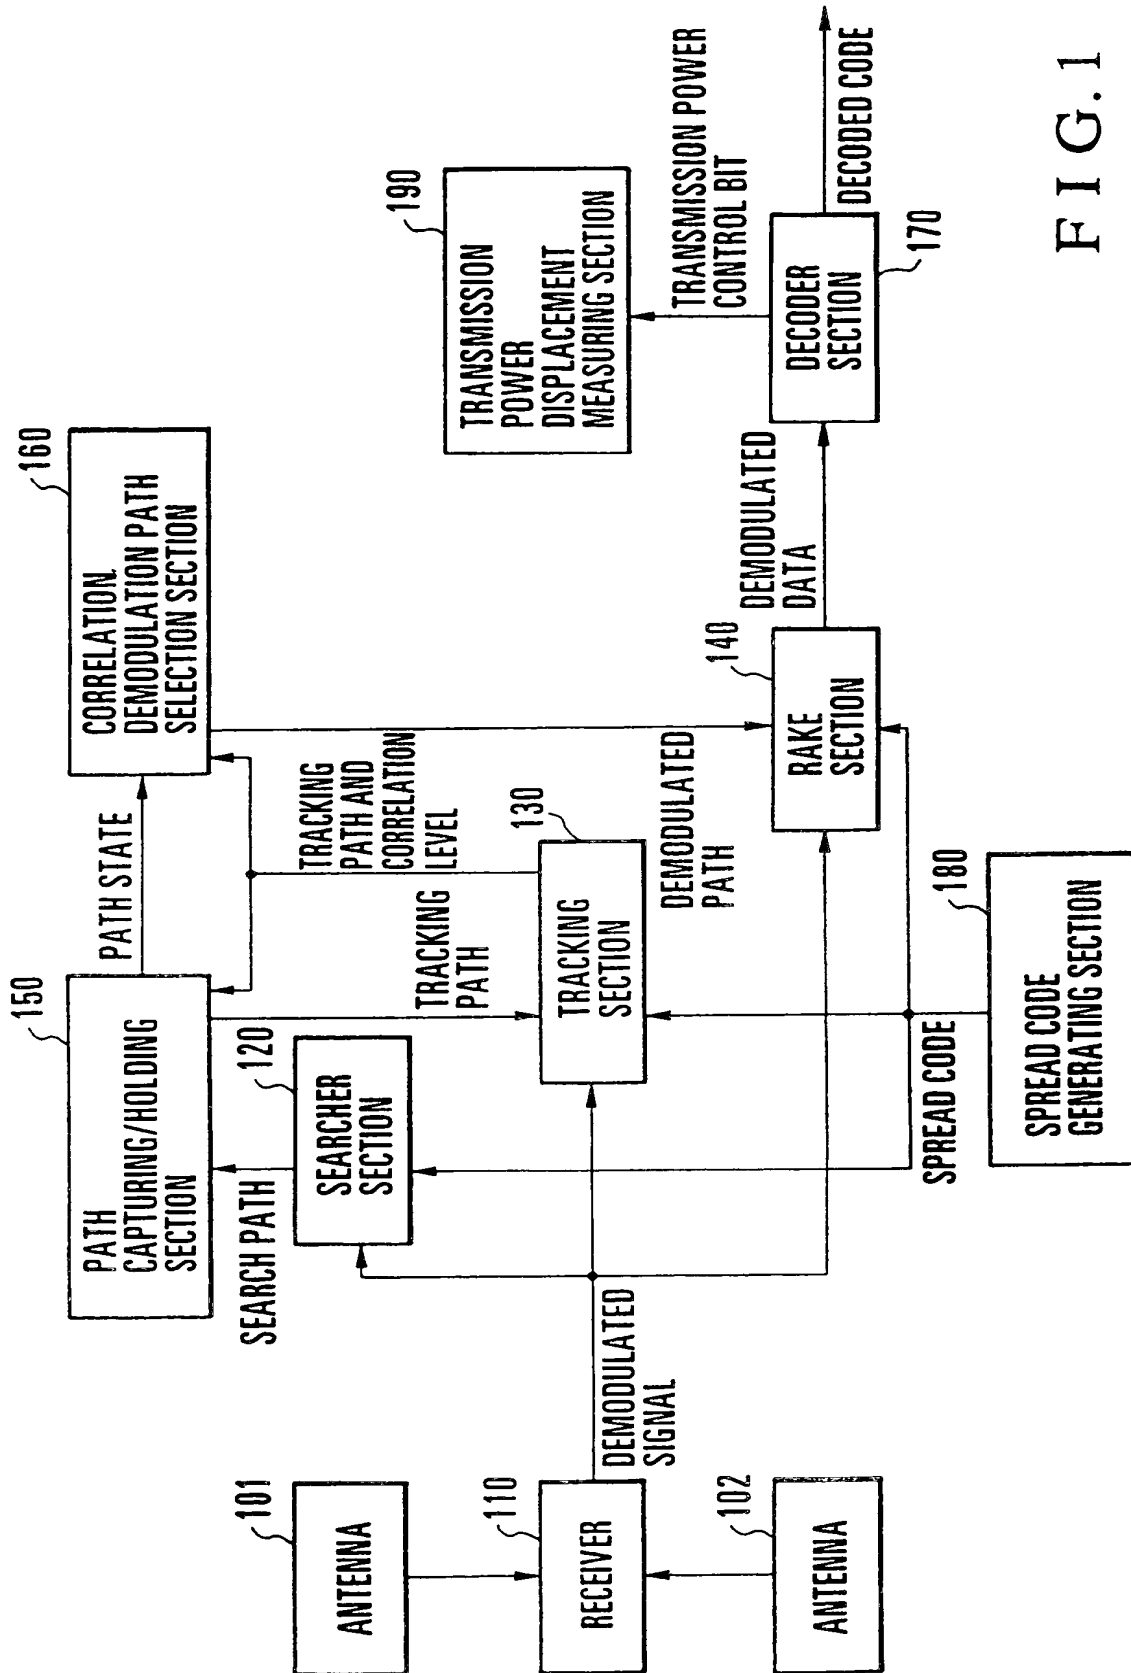 150
PATH
CAPTURING/HOLDING
SECTION
PATH STATE
160
CORRELATION,
DEMODULATION PATH
SELECTION SECTION
SEARCH PATH
120
SEARCHER
SECTION
TRACKING
PATH
TRACKING
PATH AND
CORRELATION
LEVEL
190
TRANSMISSION
POWER
DISPLACEMENT
MEASURING SECTION
101
ANTENNA
110
RECEIVER
DEMODULATED
SIGNAL
130
TRACKING
SECTION
DEMODULATED
PATH
TRANSMISSION POWER
CONTROL BIT
102
ANTENNA
140
RAKE
SECTION
DEMODULATED
DATA
DECODER
SECTION
170
DECODED CODE
SPREAD CODE
180
SPREAD CODE
GENERATING SECTION
FIG. 1